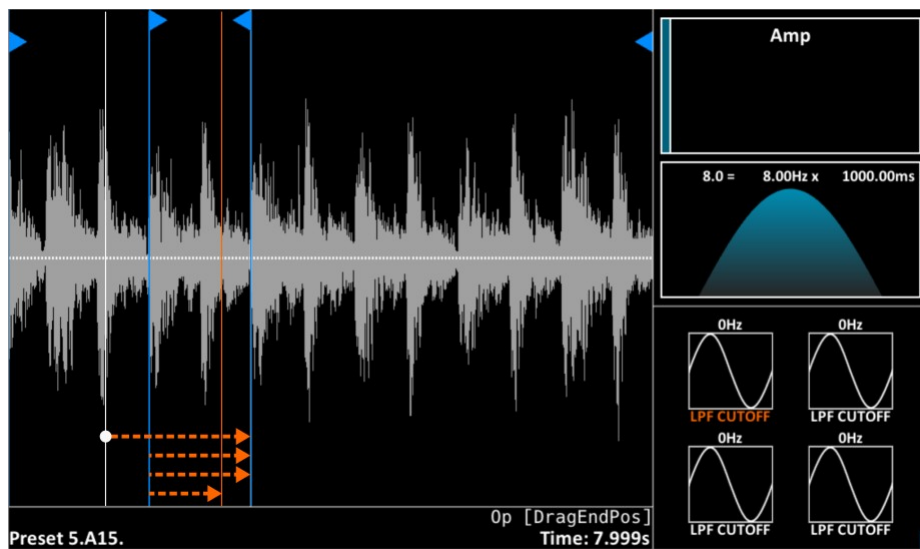 Amp
8.0 = 8.00Hz x 1000.00ms
0Hz 0Hz
LPF CUTOFF LPF CUTOFF
0Hz 0Hz
LPF CUTOFF LPF CUTOFF
Op [DragEndPos]
Preset 5.A15. Time: 7.999s